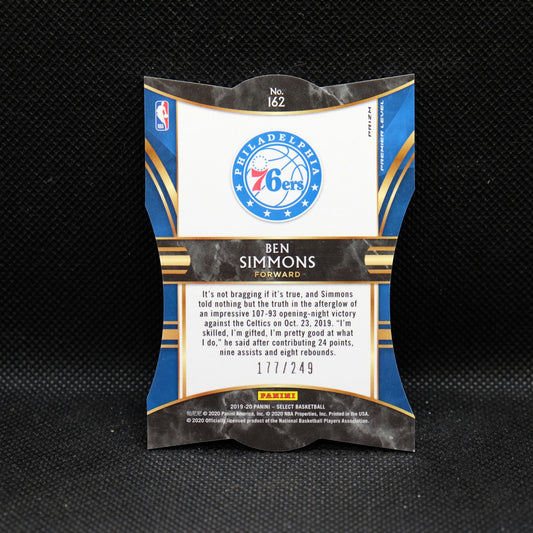 No.
162
PRIZM
PREMIER LEVEL
PHILADELPHIA
76ers
BEN
SIMMONS
FORWARD
It's not bragging if it's true, and Simmons
told nothing but the truth in the afterglow of
an impressive 107-93 opening-night victory
against the Celtics on Oct. 23, 2019. "I'm
skilled, I'm gifted, I'm pretty good at what
I do," he said after contributing 24 points,
nine assists and eight rebounds.
177/249
PANINI
2019-20 PANINI – SELECT BASKETBALL
© 2020 Panini America, Inc. © 2020 NBA Properties, Inc. Printed in the USA.
© 2020 Officially licensed product of the National Basketball Players Association.